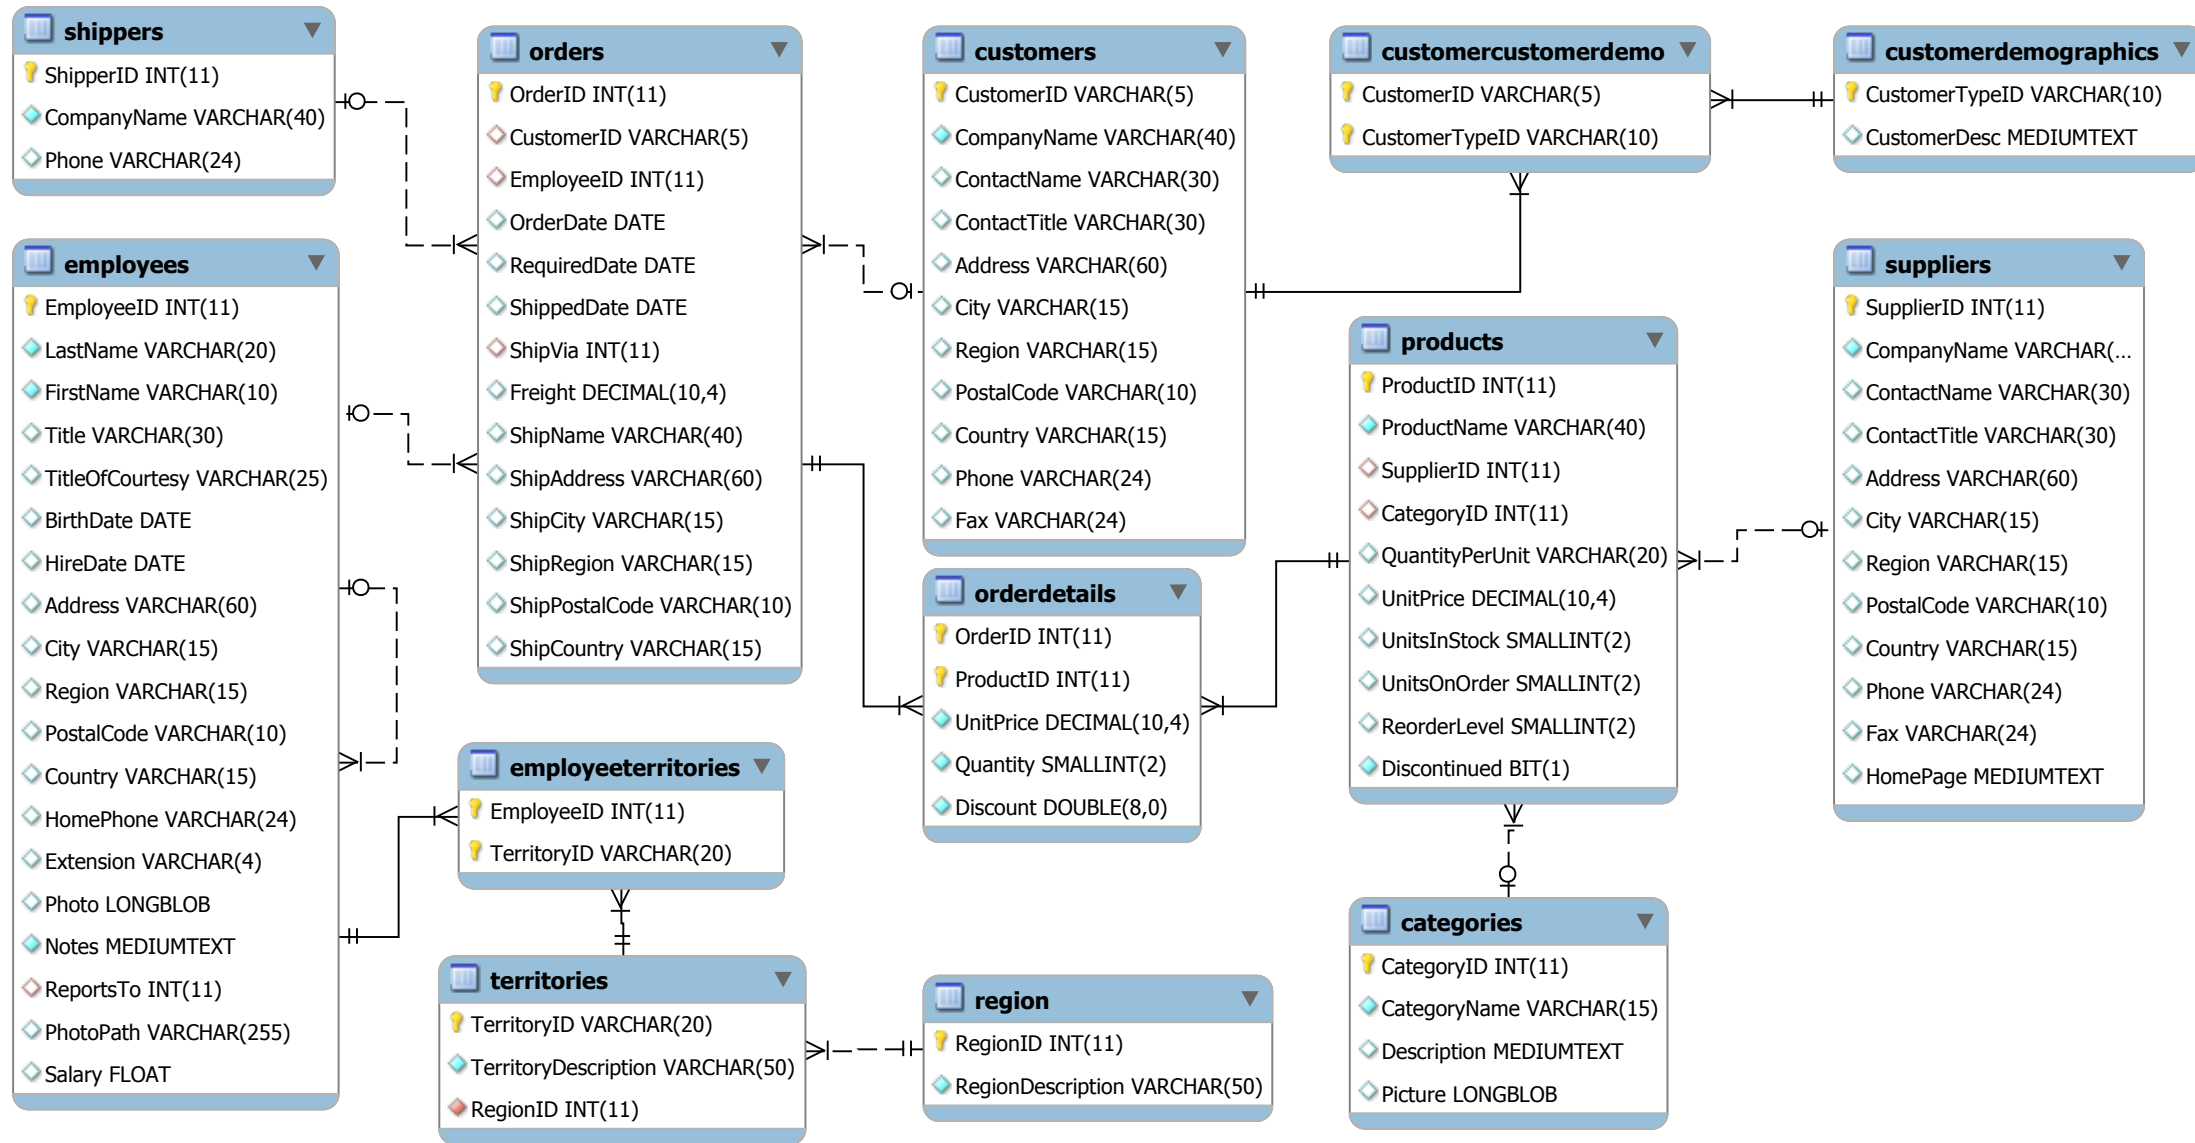 shippers
ShipperID INT(11)
CompanyName VARCHAR(40)
Phone VARCHAR(24)
employees
EmployeeID INT(11)
LastName VARCHAR(20)
FirstName VARCHAR(10)
Title VARCHAR(30)
TitleOfCourtesy VARCHAR(25)
BirthDate DATE
HireDate DATE
Address VARCHAR(60)
City VARCHAR(15)
Region VARCHAR(15)
PostalCode VARCHAR(10)
Country VARCHAR(15)
HomePhone VARCHAR(24)
Extension VARCHAR(4)
Photo LONGBLOB
Notes MEDIUMTEXT
ReportsTo INT(11)
PhotoPath VARCHAR(255)
Salary FLOAT
orders
OrderID INT(11)
CustomerID VARCHAR(5)
EmployeeID INT(11)
OrderDate DATE
RequiredDate DATE
ShippedDate DATE
ShipVia INT(11)
Freight DECIMAL(10,4)
ShipName VARCHAR(40)
ShipAddress VARCHAR(60)
ShipCity VARCHAR(15)
ShipRegion VARCHAR(15)
ShipPostalCode VARCHAR(10)
ShipCountry VARCHAR(15)
employeeterritories
EmployeeID INT(11)
TerritoryID VARCHAR(20)
territories
TerritoryID VARCHAR(20)
TerritoryDescription VARCHAR(50)
RegionID INT(11)
customers
CustomerID VARCHAR(5)
CompanyName VARCHAR(40)
ContactName VARCHAR(30)
ContactTitle VARCHAR(30)
Address VARCHAR(60)
City VARCHAR(15)
Region VARCHAR(15)
PostalCode VARCHAR(10)
Country VARCHAR(15)
Phone VARCHAR(24)
Fax VARCHAR(24)
orderdetails
OrderID INT(11)
ProductID INT(11)
UnitPrice DECIMAL(10,4)
Quantity SMALLINT(2)
Discount DOUBLE(8,0)
region
RegionID INT(11)
RegionDescription VARCHAR(50)
customercustomerdemo
CustomerID VARCHAR(5)
CustomerTypeID VARCHAR(10)
products
ProductID INT(11)
ProductName VARCHAR(40)
SupplierID INT(11)
CategoryID INT(11)
QuantityPerUnit VARCHAR(20)
UnitPrice DECIMAL(10,4)
UnitsInStock SMALLINT(2)
UnitsOnOrder SMALLINT(2)
ReorderLevel SMALLINT(2)
Discontinued BIT(1)
categories
CategoryID INT(11)
CategoryName VARCHAR(15)
Description MEDIUMTEXT
Picture LONGBLOB
customerdemographics
CustomerTypeID VARCHAR(10)
CustomerDesc MEDIUMTEXT
suppliers
SupplierID INT(11)
CompanyName VARCHAR(...
ContactName VARCHAR(30)
ContactTitle VARCHAR(30)
Address VARCHAR(60)
City VARCHAR(15)
Region VARCHAR(15)
PostalCode VARCHAR(10)
Country VARCHAR(15)
Phone VARCHAR(24)
Fax VARCHAR(24)
HomePage MEDIUMTEXT